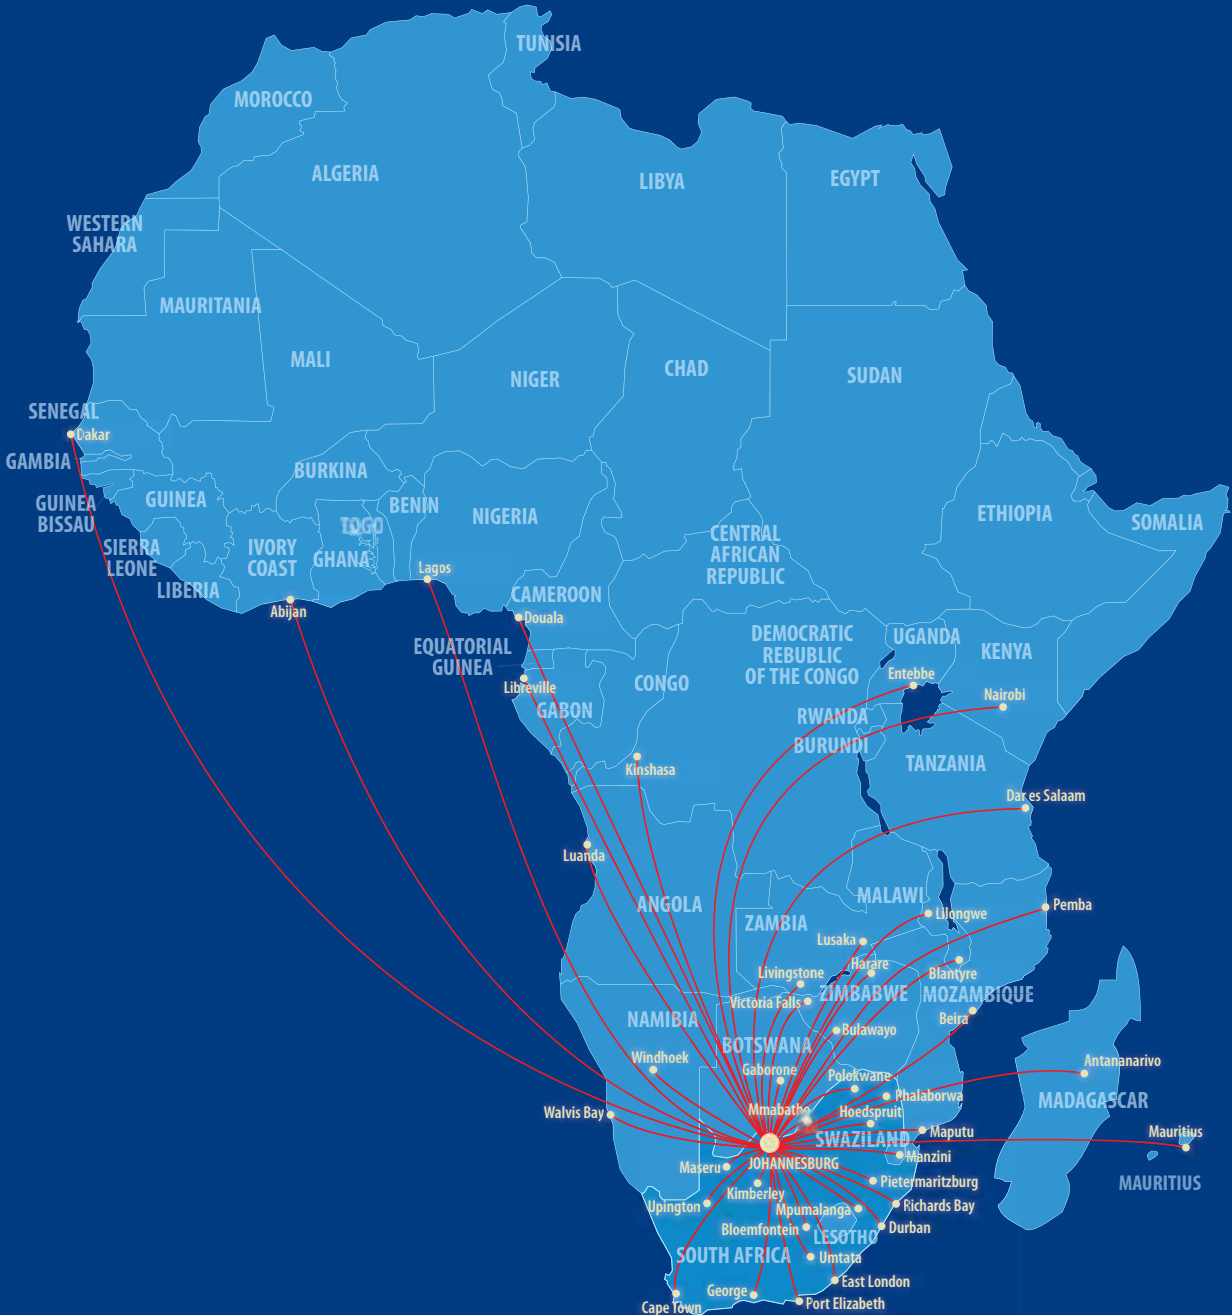 TUNISIA
MOROCCO
ALGERIA
LIBYA
EGYPT
WESTERN
SAHARA
MAURITANIA
MALI
NIGER
CHAD
SUDAN
SENEGAL
Dakar
GAMBIA
BURKINA
GUINEA
BISSAU
GUINEA
BENIN
NIGERIA
ETHIOPIA
SOMALIA
TOGO
SIERRA
LEONE
IVORY
COAST
GHANA
CENTRAL
AFRICAN
REPUBLIC
LIBERIA
Lagos
Abijan
CAMEROON
Douala
EQUATORIAL
GUINEA
DEMOCRATIC
REBUBLIC
OF THE CONGO
UGANDA
KENYA
Entebbe
Nairobi
Libreville
GABON
CONGO
RWANDA
BURUNDI
TANZANIA
Kinshasa
Dar es Salaam
Luanda
ANGOLA
ZAMBIA
MALAWI
Lilongwe
Pemba
Lusaka
Harare
Livingstone
Blantyre
Victoria Falls
ZIMBABWE
MOZAMBIQUE
Beira
NAMIBIA
Bulawayo
BOTSWANA
Windhoek
Gaborone
Polokwane
Antananarivo
Phalaborwa
MADAGASCAR
Walvis Bay
Mmabatho
Hoedspruit
SWAZILAND
Maputu
Mauritius
Manzini
JOHANNESBURG
Maseru
MAURITIUS
Pietermaritzburg
Kimberley
Upington
Mpumalanga
Richards Bay
Bloemfontein
LESOTHO
Durban
SOUTH AFRICA
Umtata
East London
George
Cape Town
Port Elizabeth